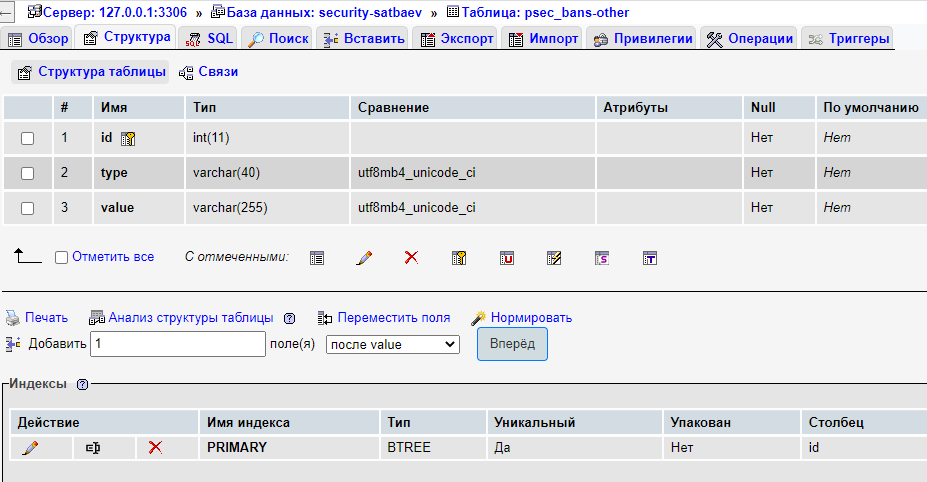 Сервер: 127.0.0.1:3306 » База данных: security-satbaev » Таблица: psec_bans-other
Обзор Структура SQL Поиск Вставить Экспорт Импорт Привилегии Операции Триггеры
Структура таблицы Связи
# Имя Тип Сравнение Атрибуты Null По умолчанию
1 id int(11) Нет Нет
2 type varchar(40) utf8mb4_unicode_ci Нет Нет
3 value varchar(255) utf8mb4_unicode_ci Нет Нет
Отметить все С отмеченными:
Печать Анализ структуры таблицы Переместить поля Нормировать
Добавить 1 поле(я) после value Вперёд
Индексы
Действие Имя индекса Тип Уникальный Упакован Столбец
PRIMARY BTREE Да Нет id